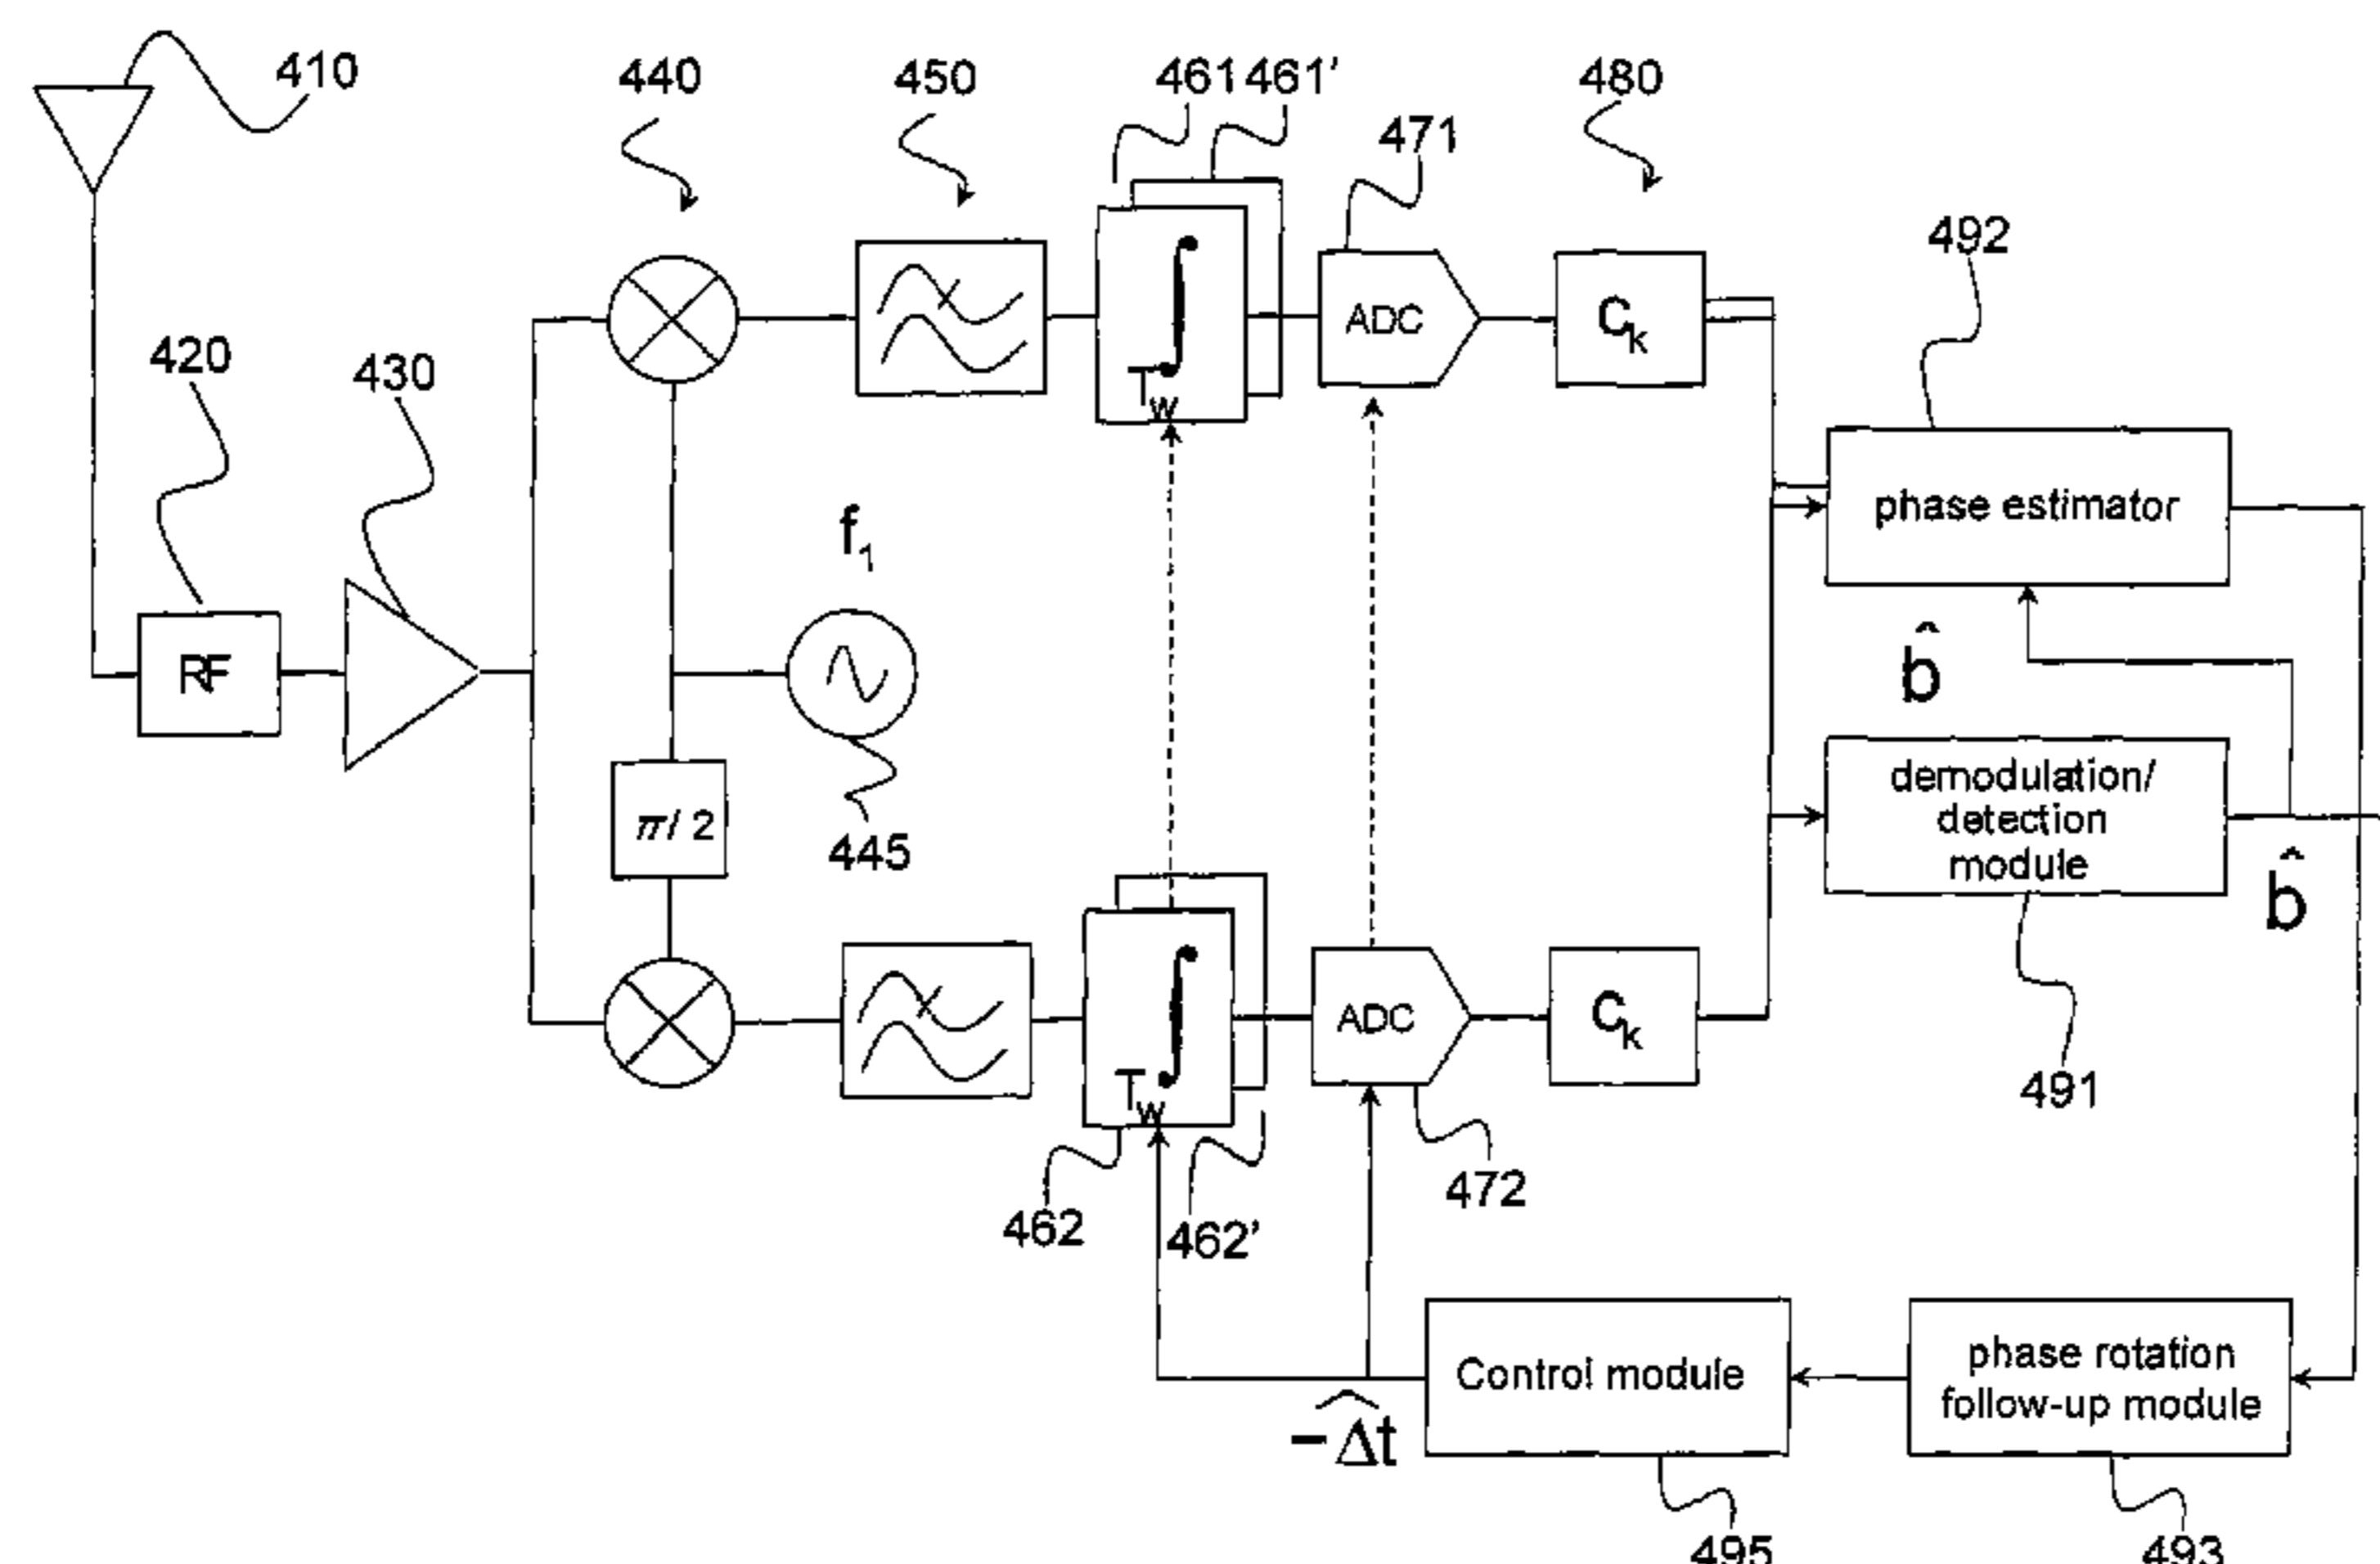 410
440
450
461
461'
480
471
492
420
430
T_W
ADC
C_k
f_1
RF
phase estimator
b̂
π/2
445
demodulation/
detection
module
b̂
T_W
ADC
C_k
491
462
462'
472
Control module
phase rotation
follow-up module
-Δ̂t
495
493